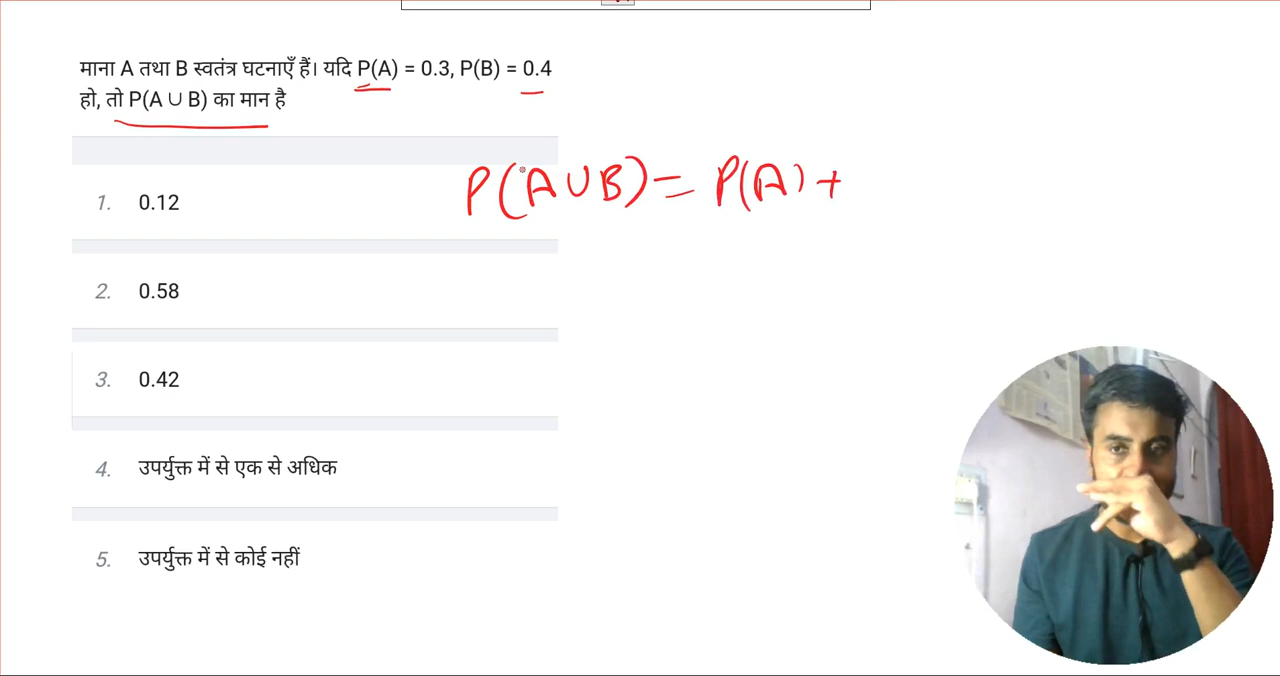 माना A तथा B स्वतंत्र घटनाएँ हैं। यदि P(A) = 0.3, P(B) = 0.4
हो, तो P(A ∪ B) का मान है
P(A∪B) = P(A) +
1. 0.12
2. 0.58
3. 0.42
4. उपर्युक्त में से एक से अधिक
5. उपर्युक्त में से कोई नहीं